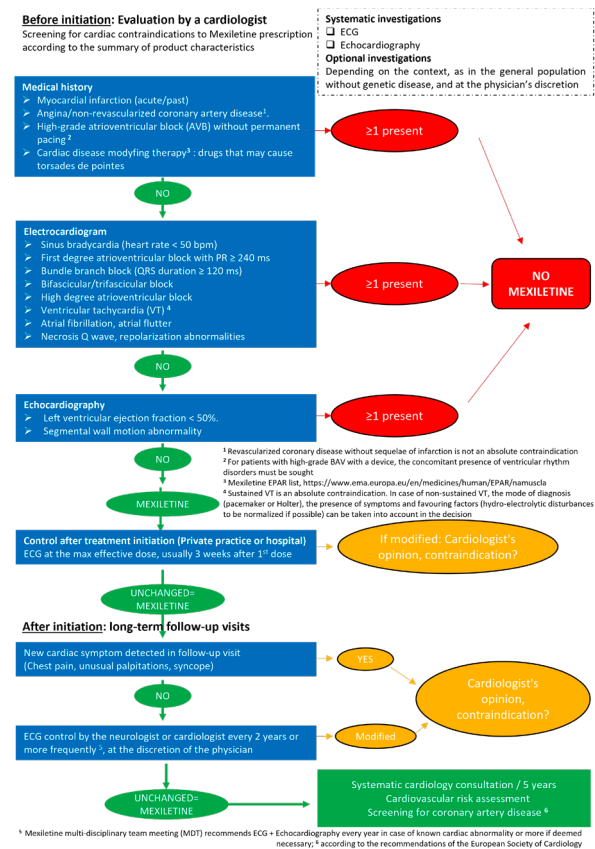 Before initiation: Evaluation by a cardiologist
Screening for cardiac contraindications to Mexiletine prescription
according to the summary of product characteristics
Systematic investigations
❑ ECG
❑ Echocardiography
Optional investigations
Depending on the context, as in the general population
without genetic disease, and at the physician's discretion
Medical history
➢ Myocardial infarction (acute/past)
➢ Angina/non-revascularized coronary artery disease¹.
➢ High-grade atrioventricular block (AVB) without permanent
pacing ²
➢ Cardiac disease modyfing therapy³ : drugs that may cause
torsades de pointes
≥1 present
NO
Electrocardiogram
➢ Sinus bradycardia (heart rate < 50 bpm)
➢ First degree atrioventricular block with PR ≥ 240 ms
➢ Bundle branch block (QRS duration ≥ 120 ms)
➢ Bifascicular/trifascicular block
➢ High degree atrioventricular block
➢ Ventricular tachycardia (VT) ⁴
➢ Atrial fibrillation, atrial flutter
➢ Necrosis Q wave, repolarization abnormalities
≥1 present
NO
MEXILETINE
NO
Echocardiography
➢ Left ventricular ejection fraction < 50%.
➢ Segmental wall motion abnormality
≥1 present
NO
¹ Revascularized coronary disease without sequelae of infarction is not an absolute contraindication
² For patients with high-grade BAV with a device, the concomitant presence of ventricular rhythm
disorders must be sought
³ Mexiletine EPAR list, https://www.ema.europa.eu/en/medicines/human/EPAR/namuscla
⁴ Sustained VT is an absolute contraindication. In case of non-sustained VT, the mode of diagnosis
(pacemaker or Holter), the presence of symptoms and favouring factors (hydro-electrolytic disturbances
to be normalized if possible) can be taken into account in the decision
MEXILETINE
Control after treatment initiation (Private practice or hospital)
ECG at the max effective dose, usually 3 weeks after 1st dose
If modified: Cardiologist's
opinion, contraindication?
UNCHANGED=
MEXILETINE
After initiation: long-term follow-up visits
New cardiac symptom detected in follow-up visit
(Chest pain, unusual palpitations, syncope)
YES
Cardiologist's
opinion,
contraindication?
NO
ECG control by the neurologist or cardiologist every 2 years or
more frequently ⁵, at the discretion of the physician
Modified
UNCHANGED=
MEXILETINE
Systematic cardiology consultation / 5 years
Cardiovascular risk assessment
Screening for coronary artery disease ⁶
⁵ Mexiletine multi-disciplinary team meeting (MDT) recommends ECG + Echocardiography every year in case of known cardiac abnormality or more if deemed
necessary; ⁶ according to the recommendations of the European Society of Cardiology